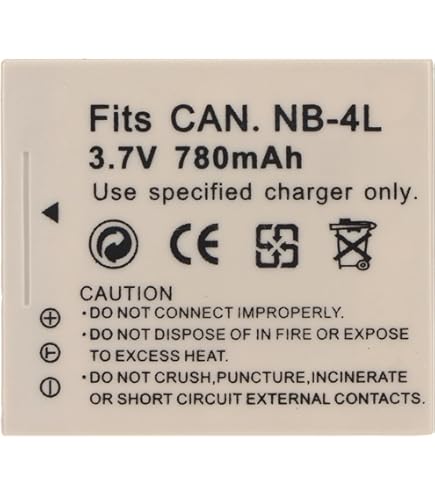 Fits CAN. NB-4L
3.7V 780mAh
Use specified charger only.
CE
CAUTION
·DO NOT CONNECT IMPROPERLY.
·DO NOT DISPOSE OF IN FIRE OR EXPOSE
TO EXCESS HEAT.
·DO NOT CRUSH,PUNCTURE,INCINERATE
OR SHORT CIRCUIT EXTERNAL CONTACTS.